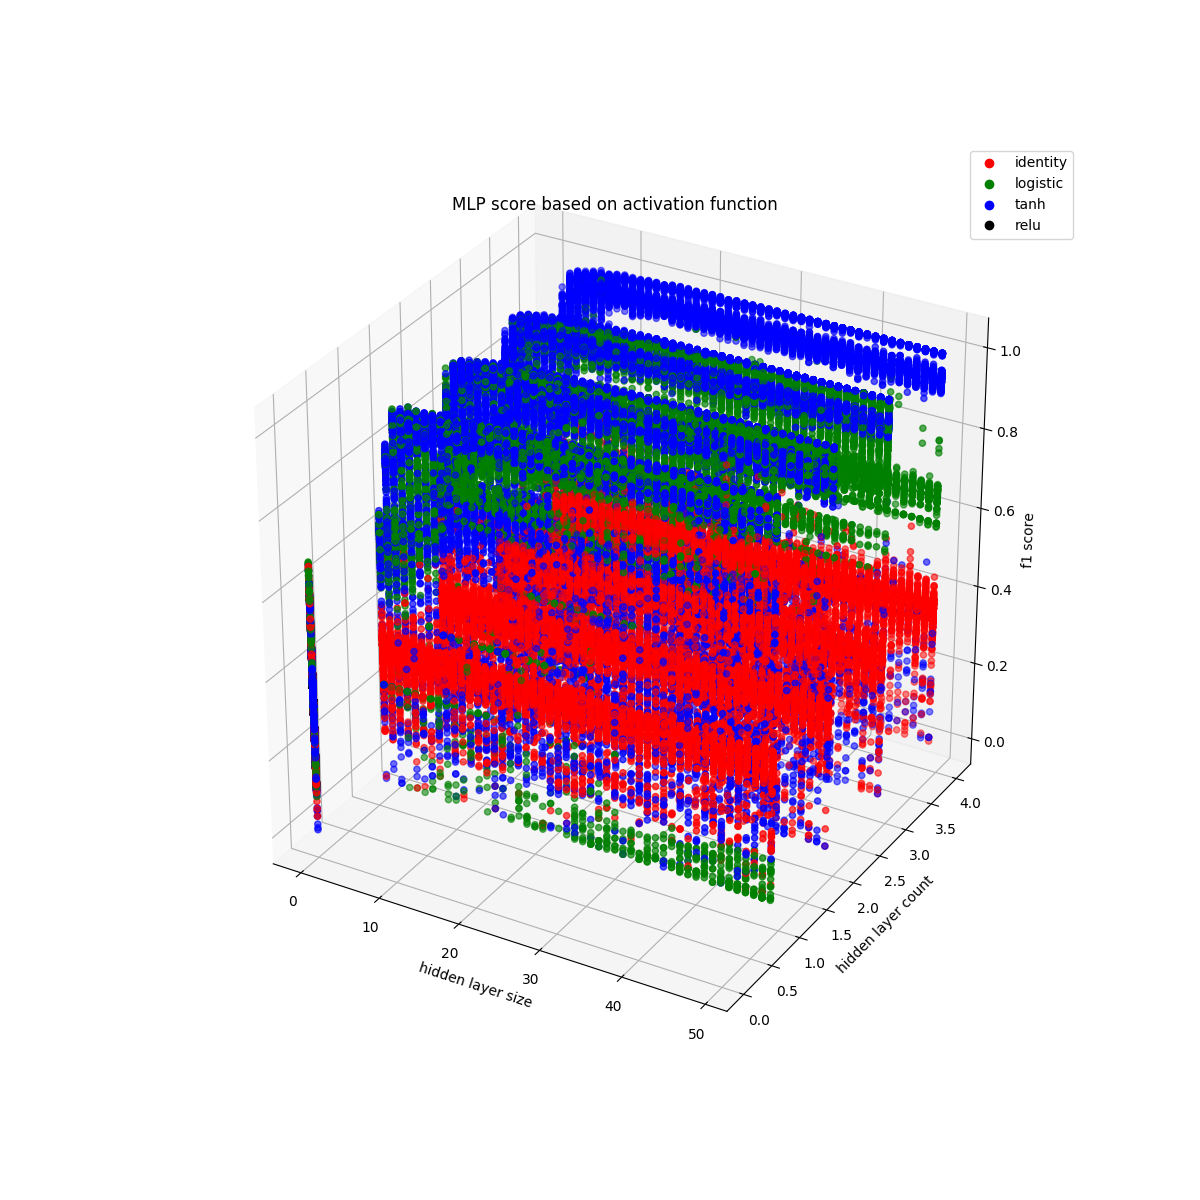 MLP score based on activation function
identity
logistic
tanh
relu
1.0
0.8
0.6
0.4
0.2
0.0
f1 score
4.0
3.5
3.0
2.5
2.0
1.5
1.0
0.5
0.0
hidden layer count
0
10
20
30
40
50
hidden layer size